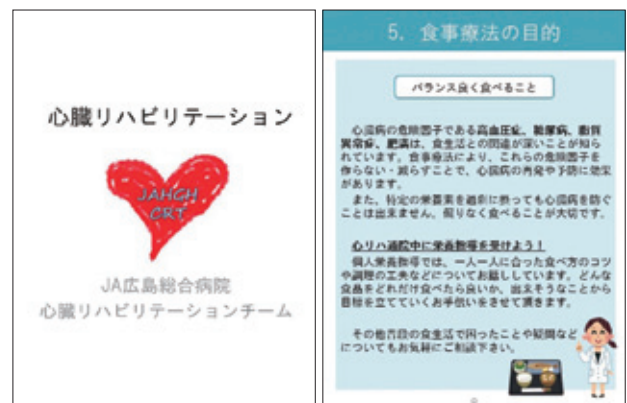 心臓リハビリテーション
JAHGH
CRT
JA広島総合病院
心臓リハビリテーションチーム
5. 食事療法の目的
バランス良く食べること
心臓病の危険因子である高血圧症、糖尿病、脂質
異常症、肥満は、食生活との関連が深いことが知ら
れています。食事療法により、これらの危険因子を
作らない・減らすことで、心臓病の再発や予防に効果
があります。
また、特定の栄養素を過剰に摂っても心臓病を防ぐ
ことは出来ません。偏りなく食べることが大切です。
心リハ通院中に栄養指導を受けよう！
個人栄養指導では、一人一人に合った食べ方のコツ
や調理の工夫などについてお話ししています。どんな
食品をどれだけ食べたら良いか、出来そうなことから
目標を立てていくお手伝いをさせて頂きます。
その他普段の食生活で困ったことや疑問など
についてもお気軽にご相談下さい。